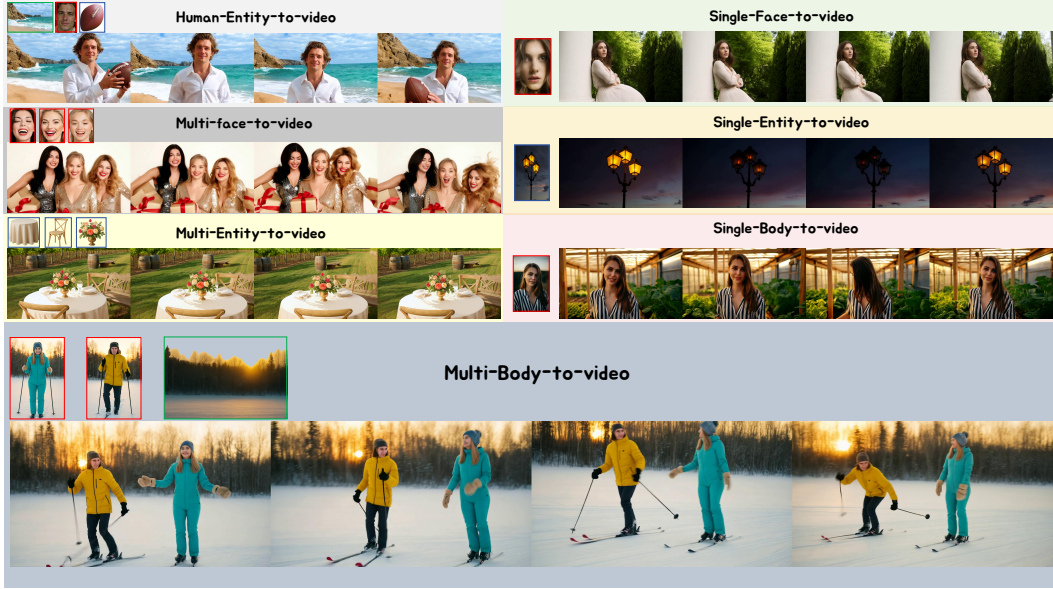 Human-Entity-to-video
Single-Face-to-video
Multi-face-to-video
Single-Entity-to-video
Multi-Entity-to-video
Single-Body-to-video
Multi-Body-to-video